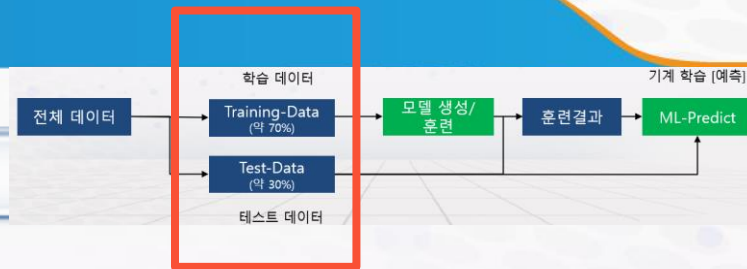 학습 데이터
기계 학습 [예측]
전체 데이터
Training-Data
(약 70%)
모델 생성/
훈련
훈련결과
ML-Predict
Test-Data
(약 30%)
테스트 데이터